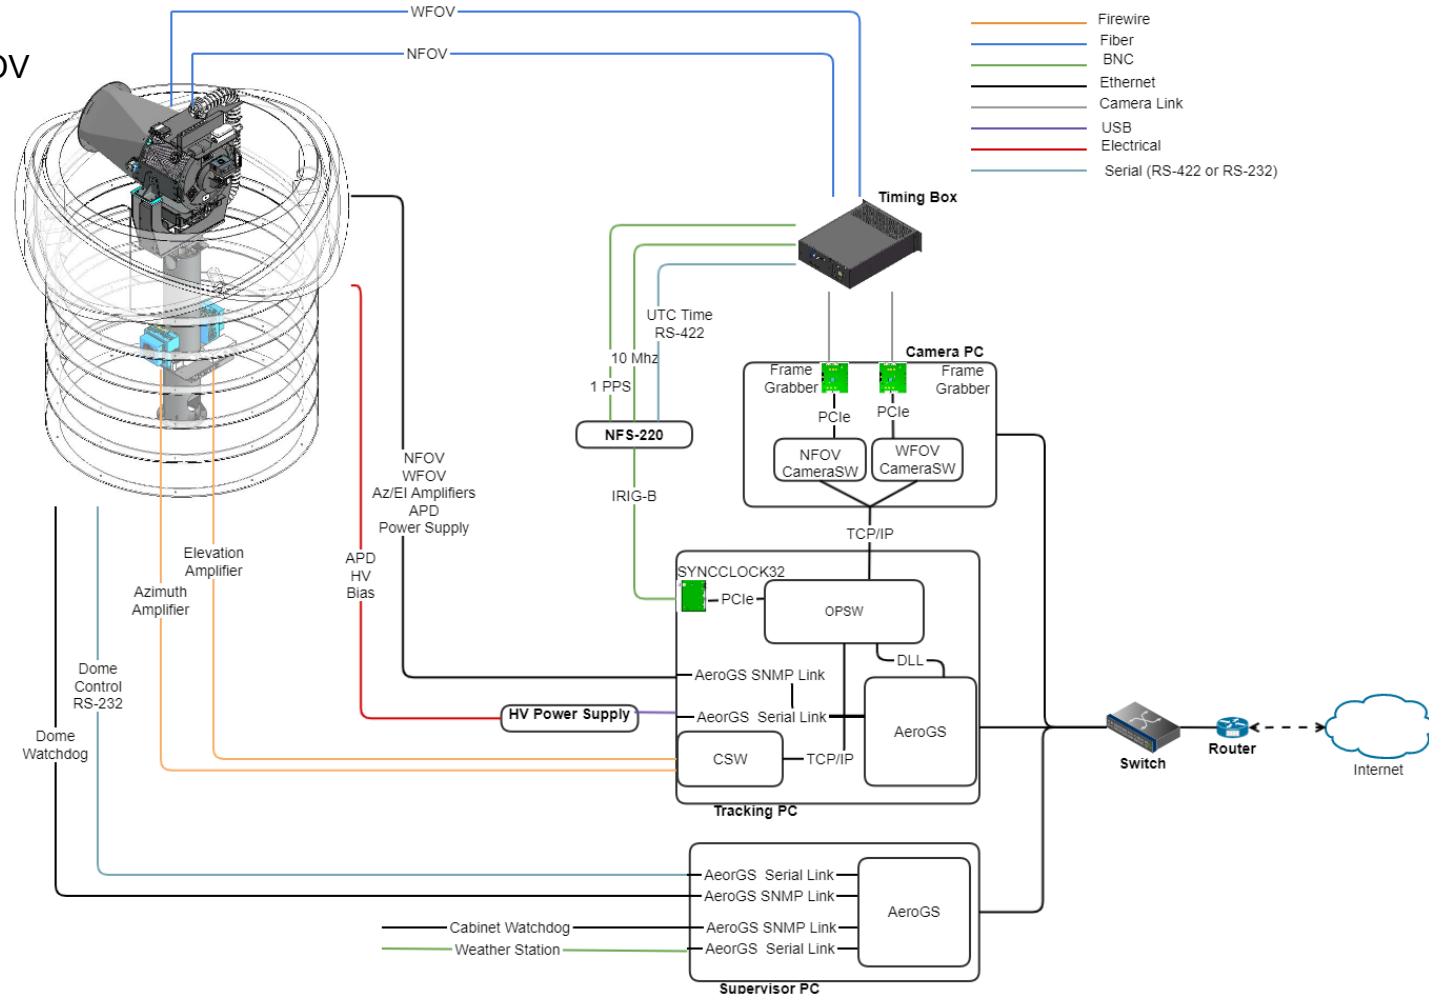 WFOV
NFOV
OV
Firewire
Fiber
BNC
Ethernet
Camera Link
USB
Electrical
Serial (RS-422 or RS-232)
Timing Box
UTC Time
RS-422
10 Mhz
1 PPS
NFS-220
IRIG-B
Camera PC
Frame
Grabber
Frame
Grabber
PCIe
PCIe
NFOV
CameraSW
WFOV
CameraSW
TCP/IP
NFOV
WFOV
Az/El Amplifiers
APD
Power Supply
Elevation
Amplifier
Azimuth
Amplifier
APD
HV
Bias
SYNCCLOCK32
PCIe
OPSW
DLL
AeroGS SNMP Link
AeorGS Serial Link
HV Power Supply
AeroGS
CSW
TCP/IP
Tracking PC
Dome
Control
RS-232
Dome
Watchdog
Switch
Router
Internet
AeorGS Serial Link
AeroGS SNMP Link
AeroGS
Cabinet Watchdog
AeroGS SNMP Link
Weather Station
AeorGS Serial Link
Supervisor PC